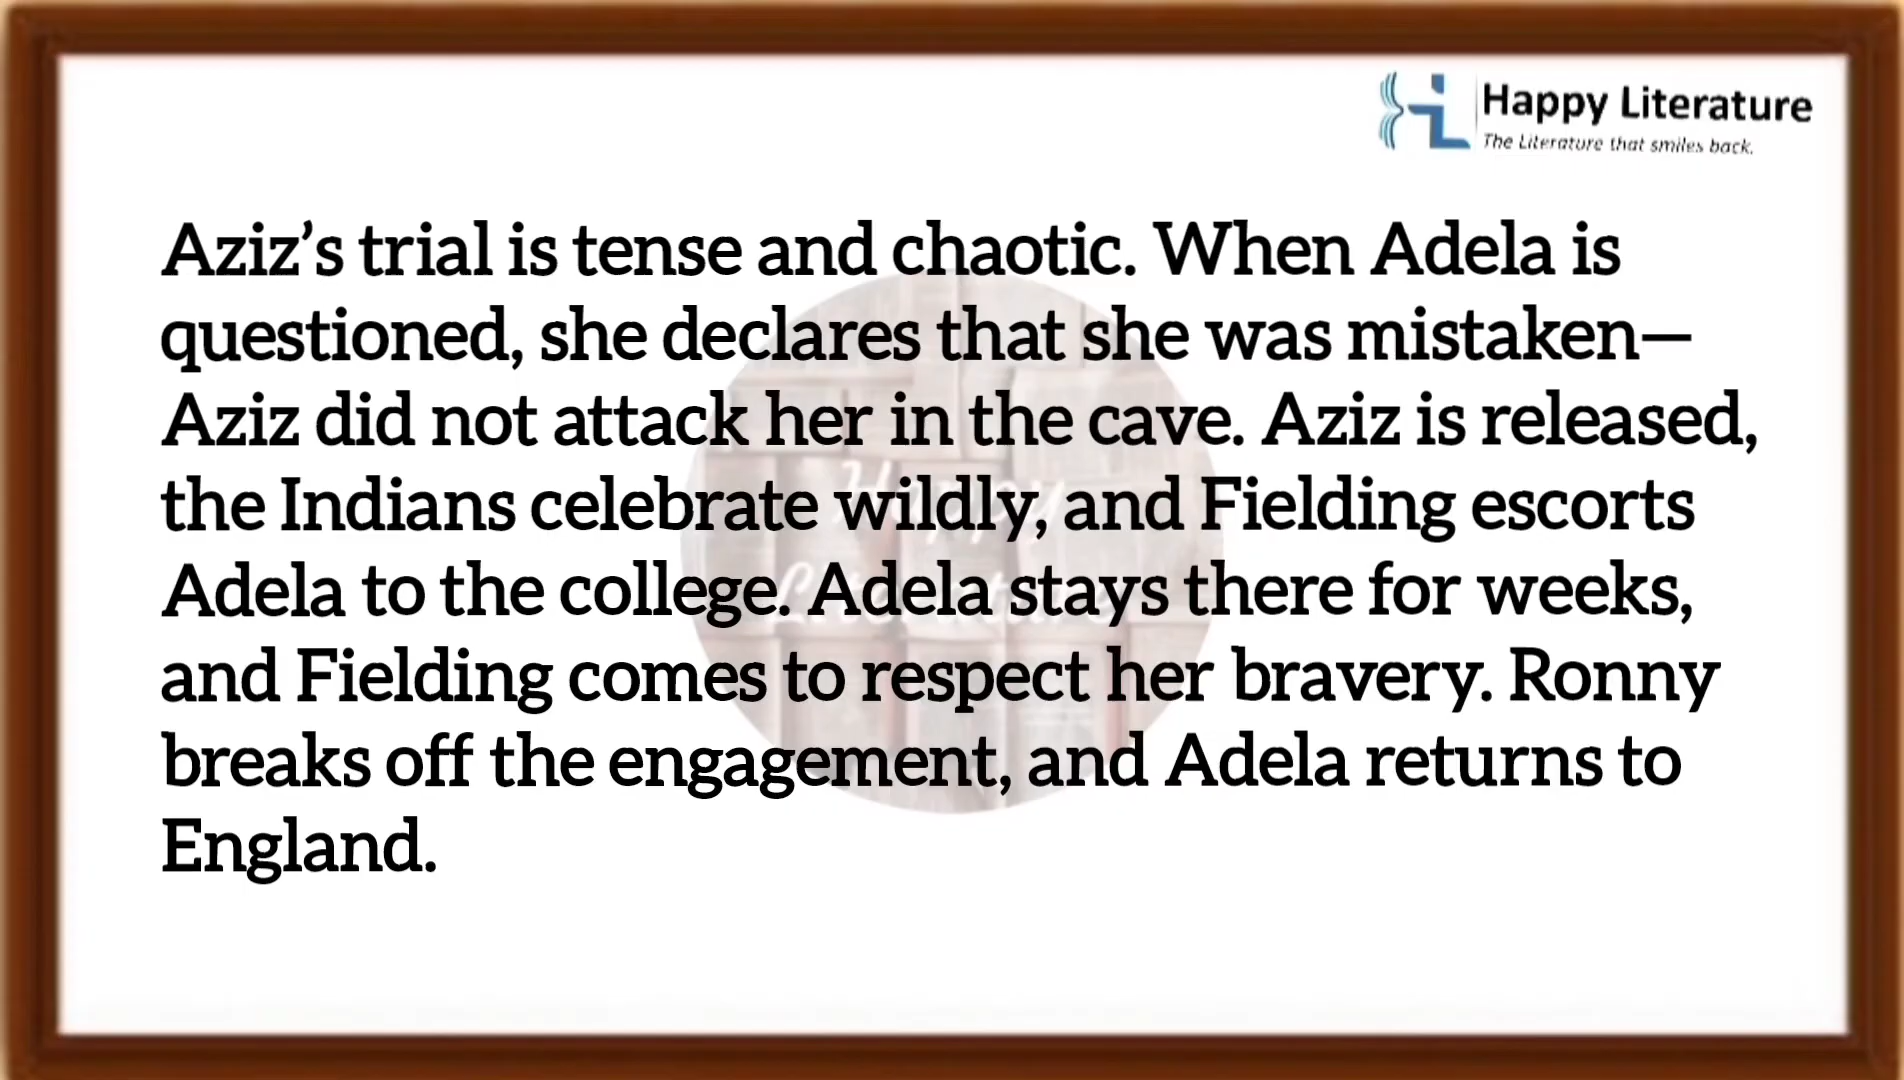 Happy Literature
The Literature that smiles back.
Aziz’s trial is tense and chaotic. When Adela is
questioned, she declares that she was mistaken—
Aziz did not attack her in the cave. Aziz is released,
the Indians celebrate wildly, and Fielding escorts
Adela to the college. Adela stays there for weeks,
and Fielding comes to respect her bravery. Ronny
breaks off the engagement, and Adela returns to
England.
Happy
Literature